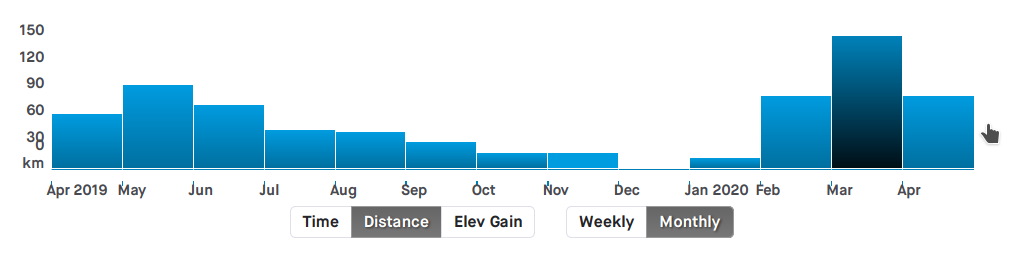 150
120
90
60
30
0
km
Apr 2019 May Jun Jul Aug Sep Oct Nov Dec Jan 2020 Feb Mar Apr
Time Distance Elev Gain Weekly Monthly